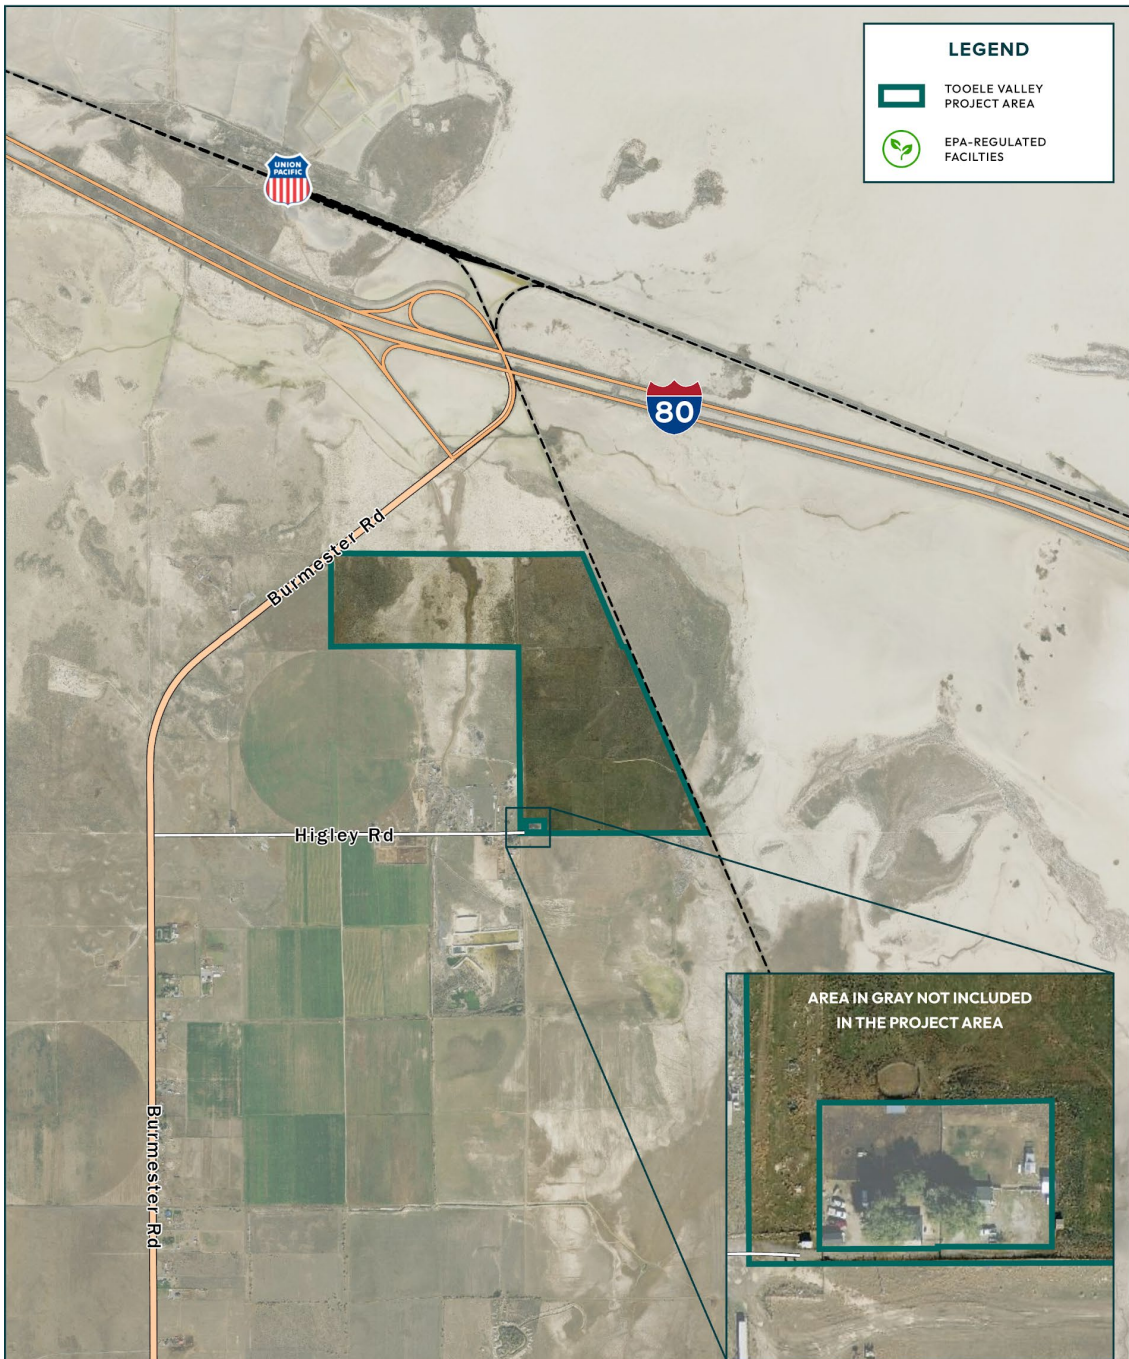 LEGEND
TOOELE VALLEY
PROJECT AREA
EPA-REGULATED
FACILTIES
UNION
PACIFIC
80
Burmester Rd
Higley Rd
Burmester Rd
AREA IN GRAY NOT INCLUDED
IN THE PROJECT AREA